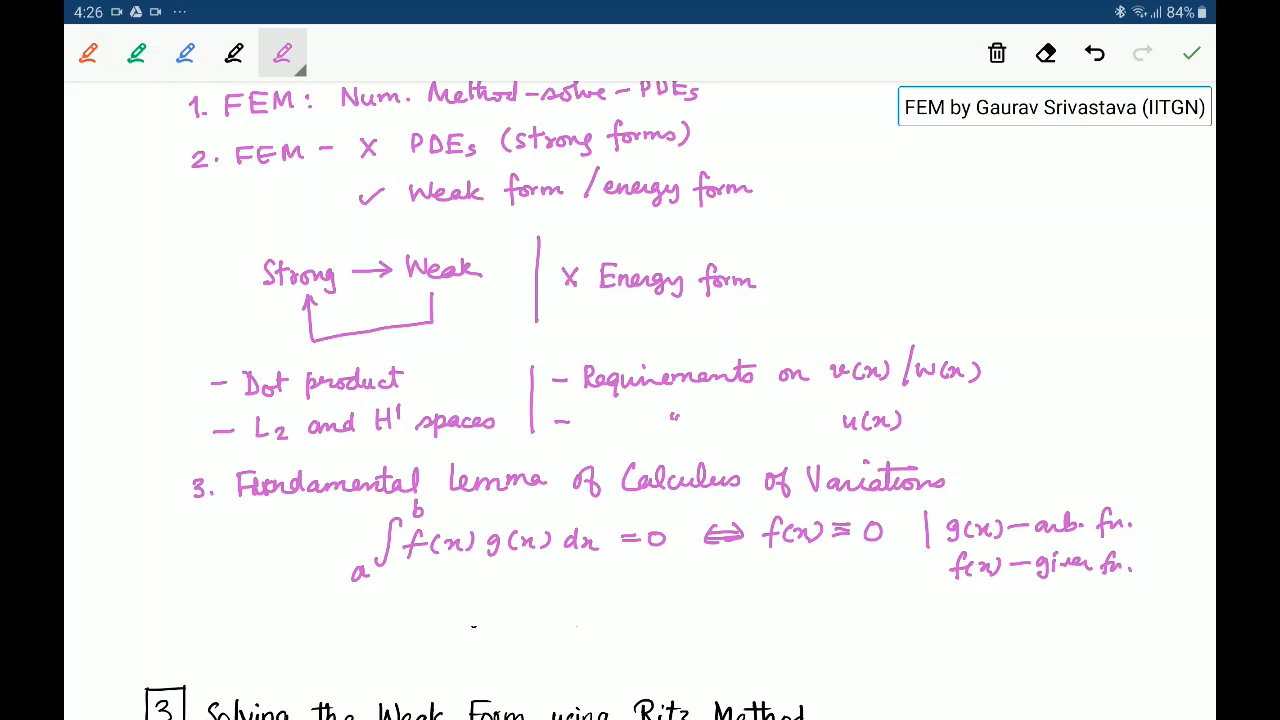 4:26
84%
FEM by Gaurav Srivastava (IITGN)
1. FEM: Num. Method-solve-PDEs
2. FEM - X PDEs (strong forms)
✓ Weak form /energy form
Strong → Weak | X Energy form
- Dot product | - Requirements on v(x) /w(x)
- L₂ and H¹ spaces | - " u(x)
3. Fundamental Lemma of Calculus of Variations
a∫b f(x) g(x) dx = 0 ⇔ f(x) ≡ 0 | g(x) - arb. fn.
f(x) - given fn.
3 Solving the Weak Form using Ritz Method